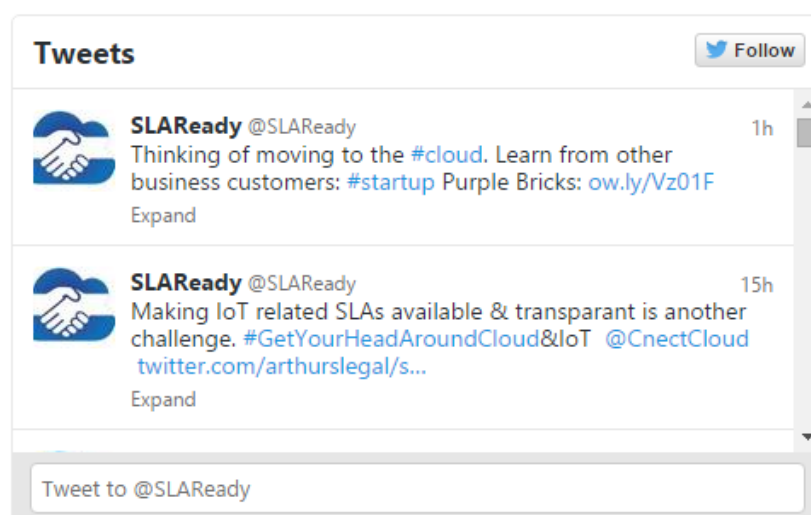 Tweets
Follow
SLAReady @SLAReady 1h
Thinking of moving to the #cloud. Learn from other
business customers: #startup Purple Bricks: ow.ly/Vz01F
Expand
SLAReady @SLAReady 15h
Making IoT related SLAs available & transparant is another
challenge. #GetYourHeadAroundCloud&IoT @CnectCloud
twitter.com/arthurslegal/s...
Expand
Tweet to @SLAReady